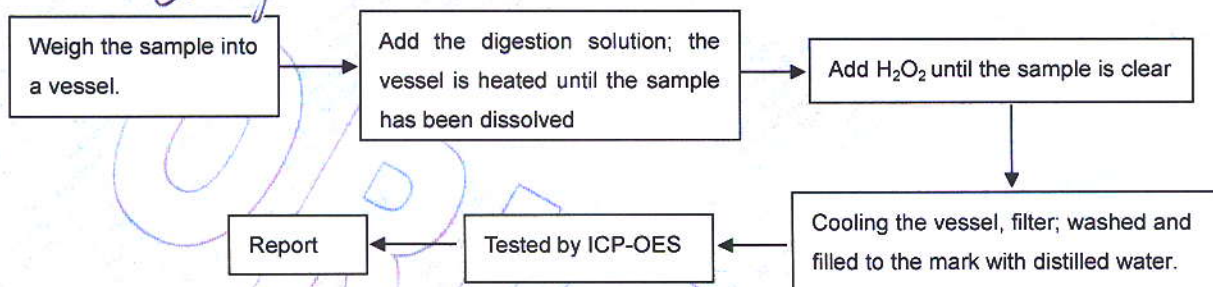 Weigh the sample into
a vessel.
Add the digestion solution; the
vessel is heated until the sample
has been dissolved
Add H₂O₂ until the sample is clear
Cooling the vessel, filter; washed and
filled to the mark with distilled water.
Tested by ICP-OES
Report